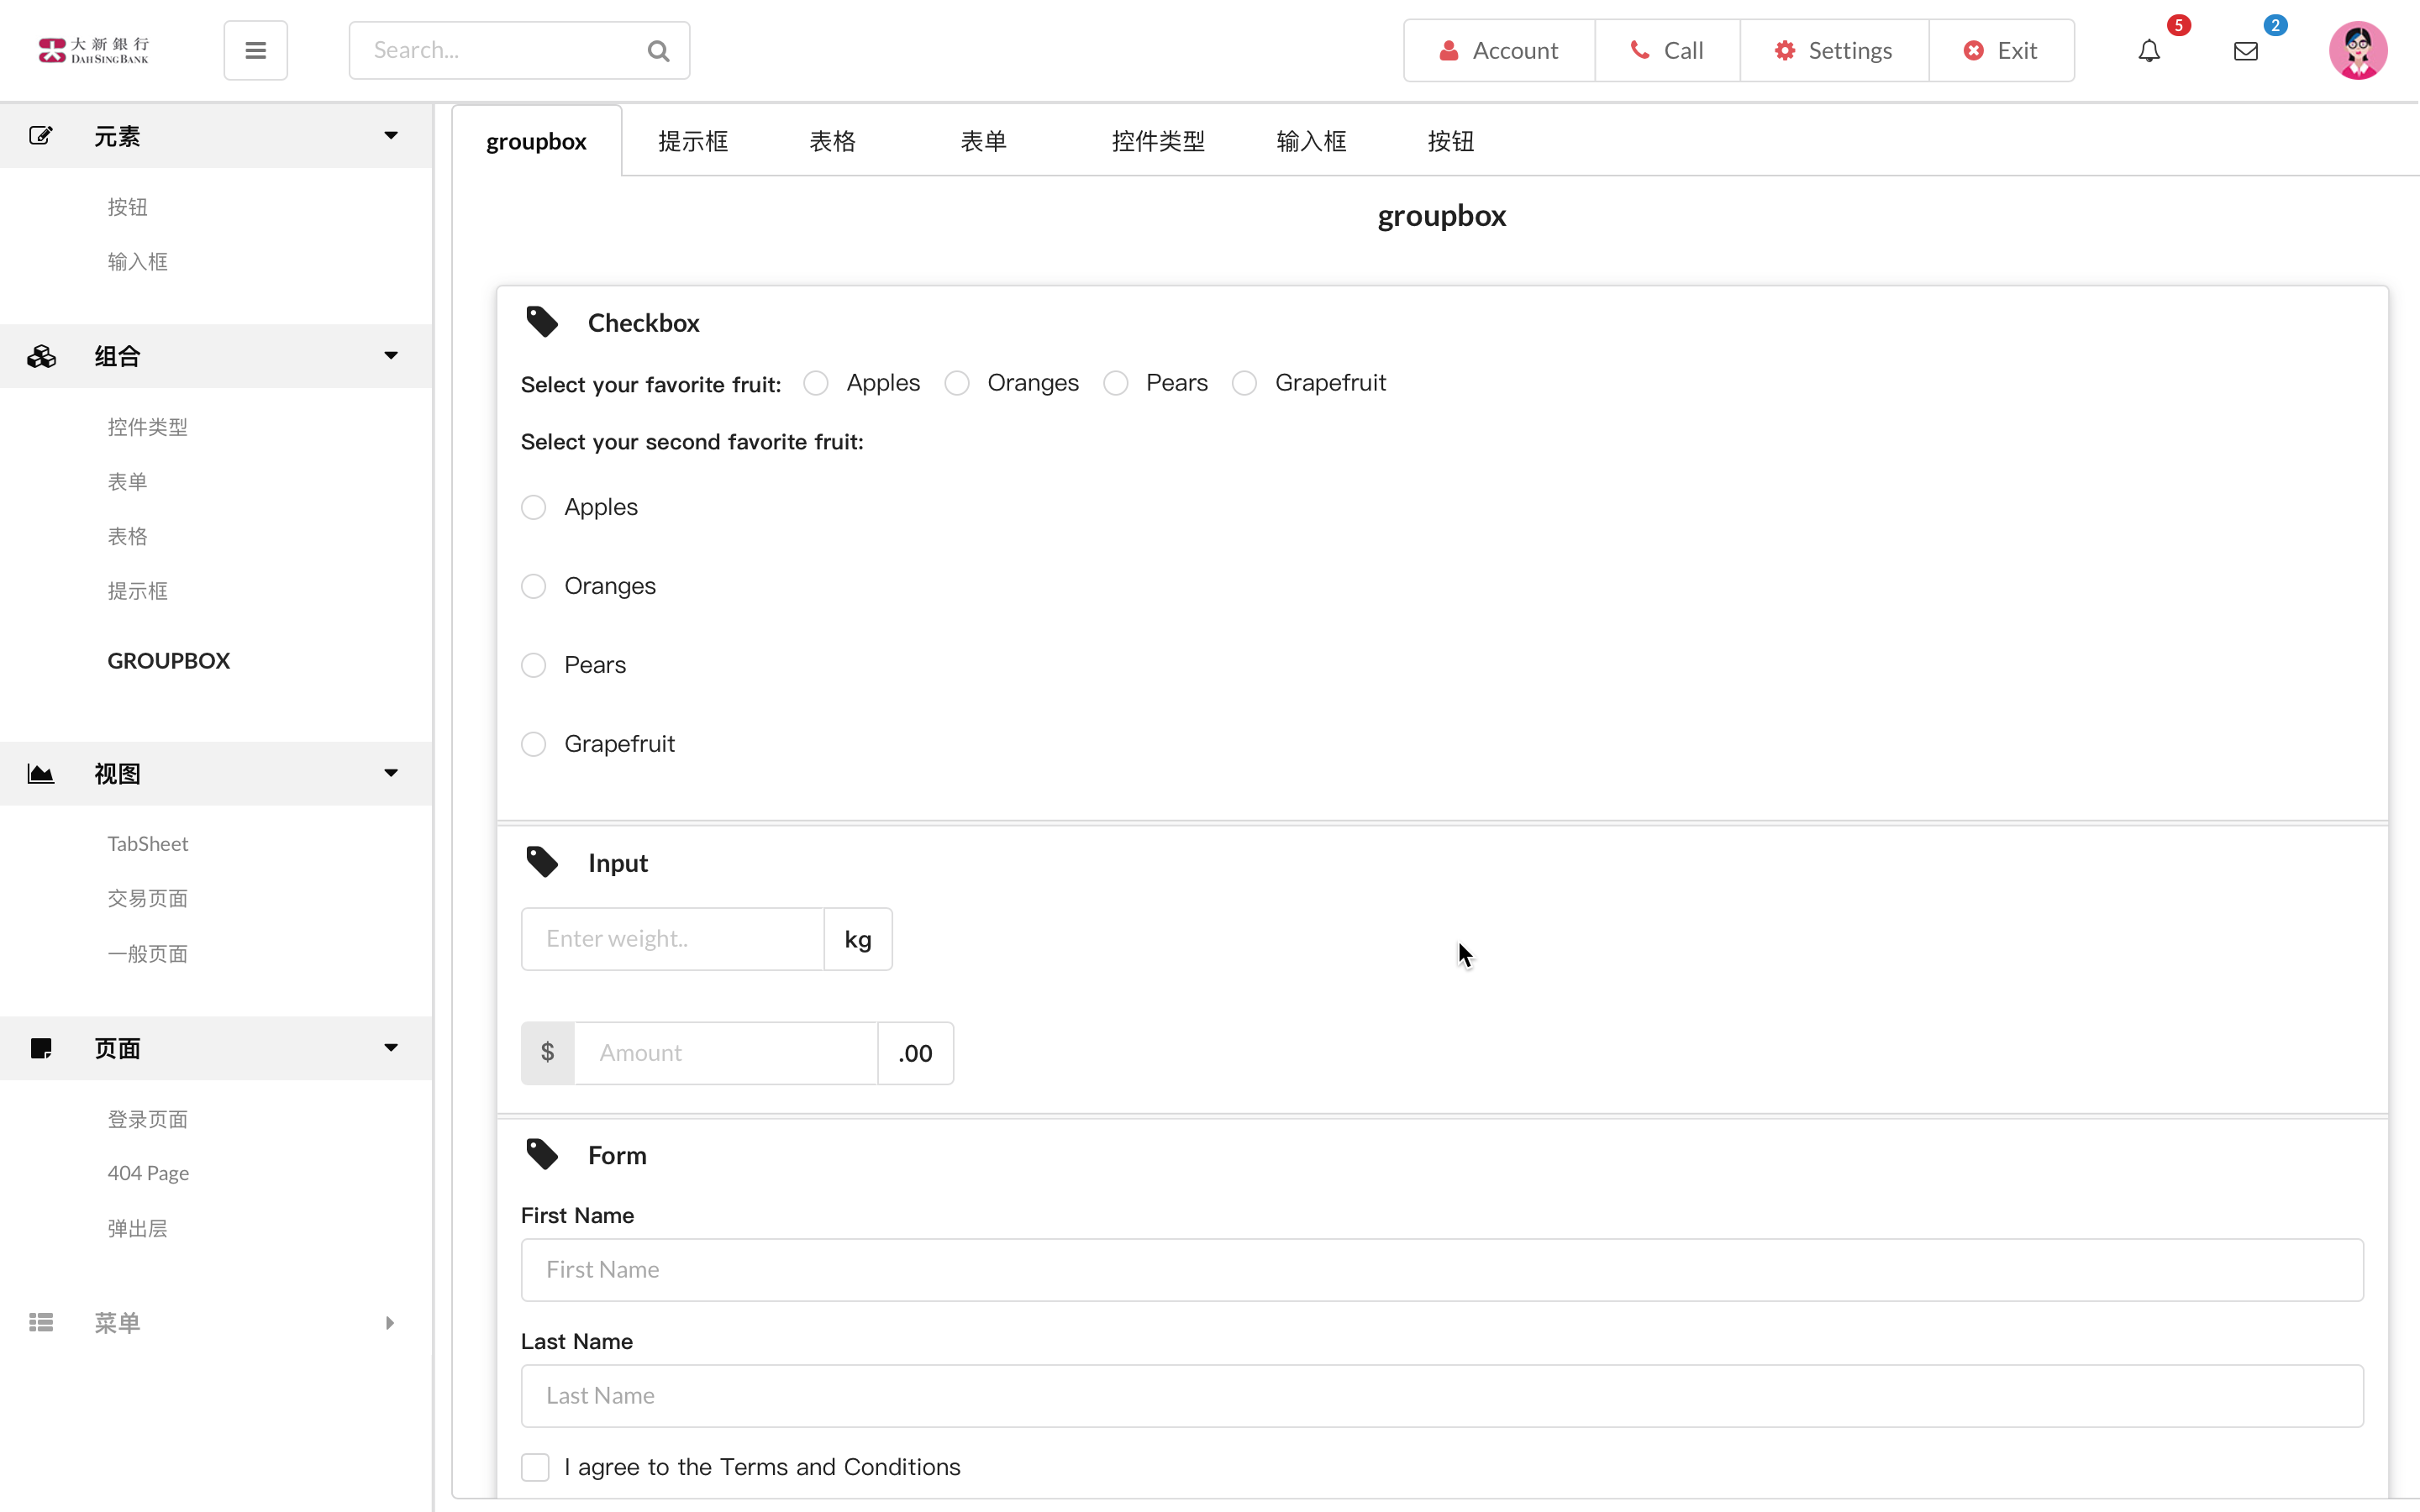 大新銀行
DAH SING BANK
Search...
Account
Call
Settings
Exit
5
2
元素
按钮
输入框
组合
控件类型
表单
表格
提示框
GROUPBOX
视图
TabSheet
交易页面
一般页面
页面
登录页面
404 Page
弹出层
菜单
groupbox 提示框 表格 表单 控件类型 输入框 按钮
groupbox
Checkbox
Select your favorite fruit: Apples Oranges Pears Grapefruit
Select your second favorite fruit:
Apples
Oranges
Pears
Grapefruit
Input
Enter weight.. kg
$ Amount .00
Form
First Name
First Name
Last Name
Last Name
I agree to the Terms and Conditions